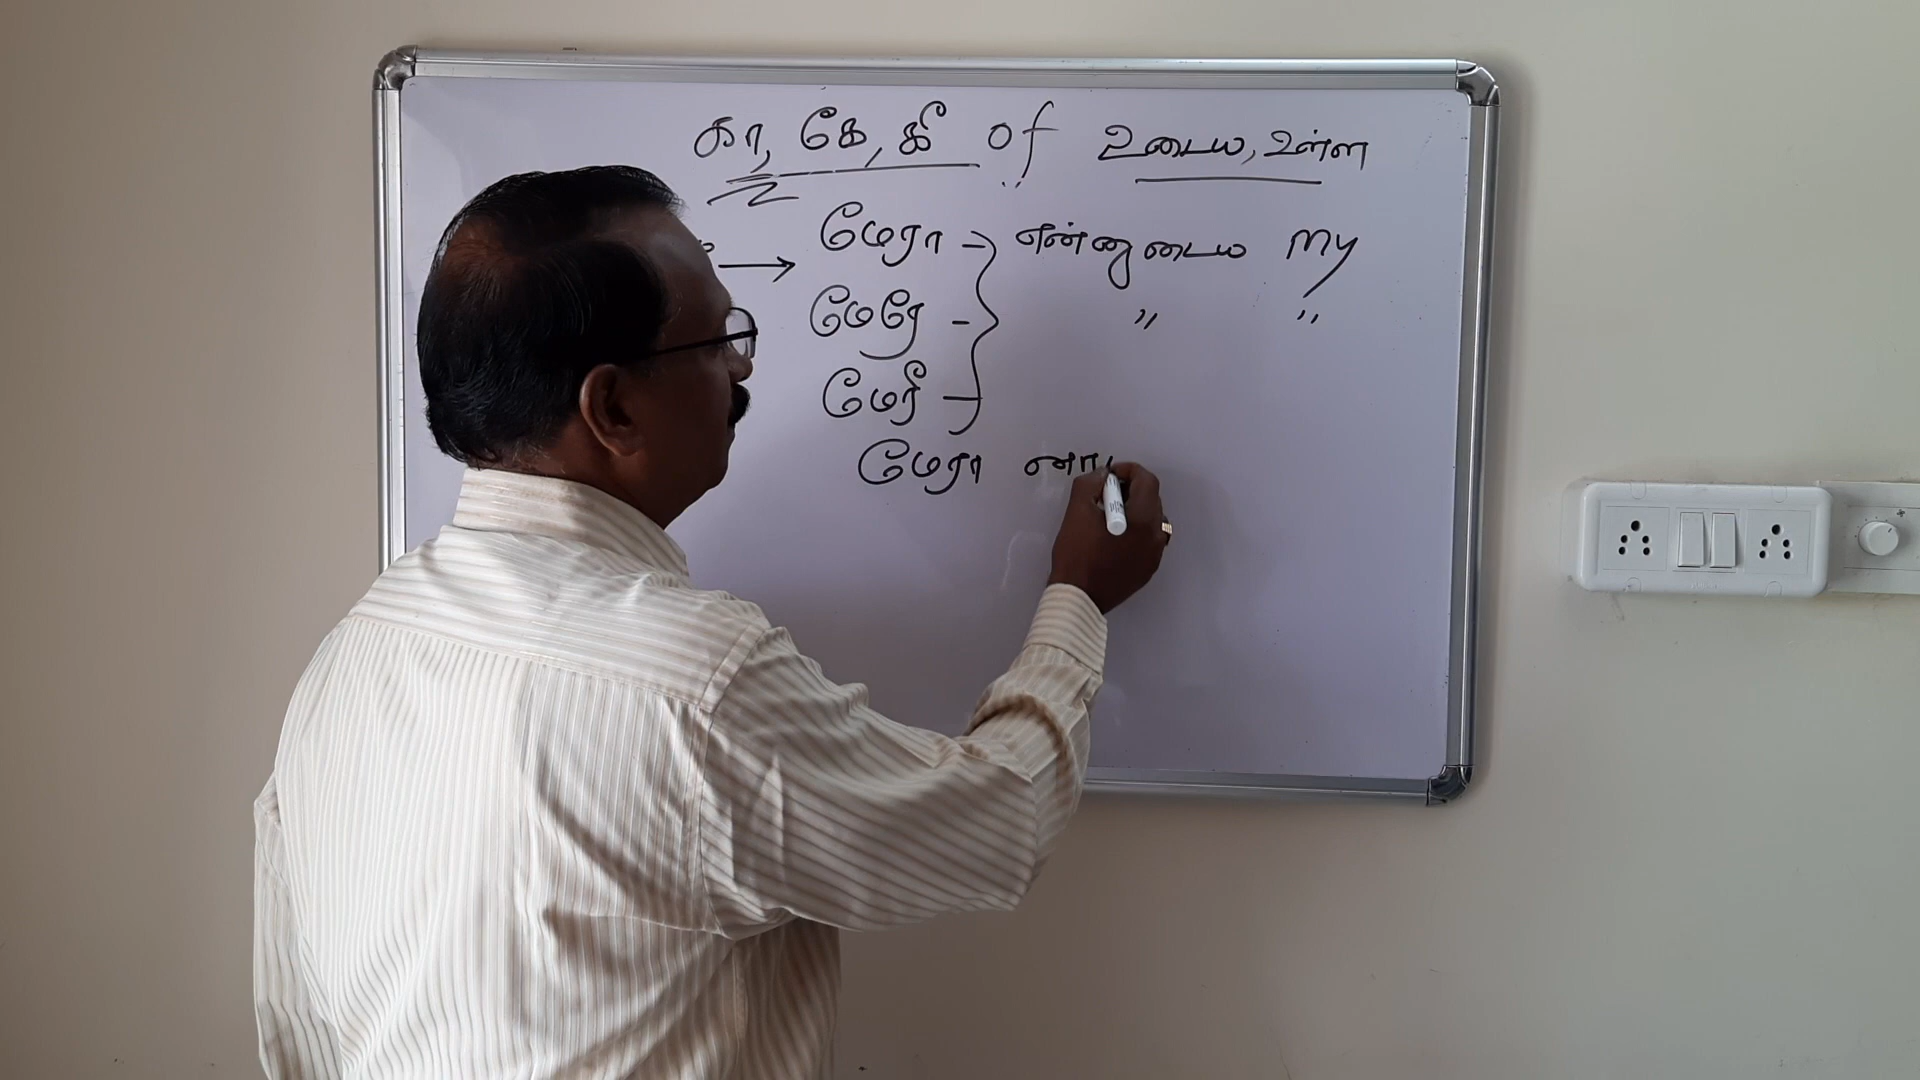 கா, கே, கீ of உடைய, உள்ள
→ மேரா - என்னுடைய my
மேரே - " "
மேரீ -
மேரா னா